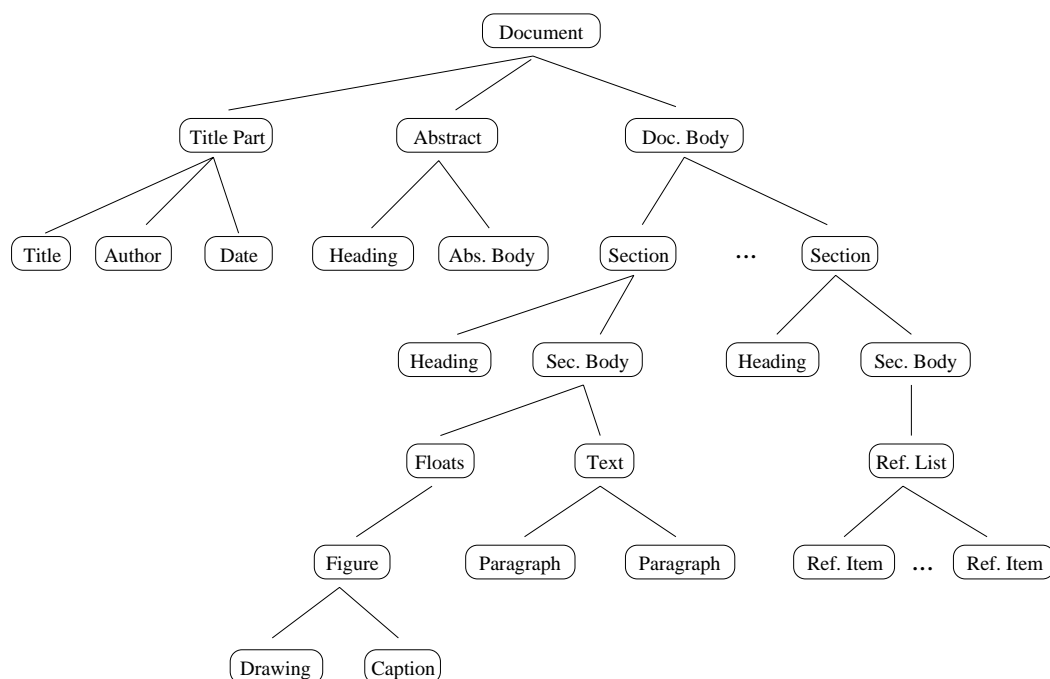 Document
Title Part Abstract Doc. Body
Title Author Date Heading Abs. Body Section ... Section
Heading Sec. Body Heading Sec. Body
Floats Text Ref. List
Figure Paragraph Paragraph Ref. Item ... Ref. Item
Drawing Caption